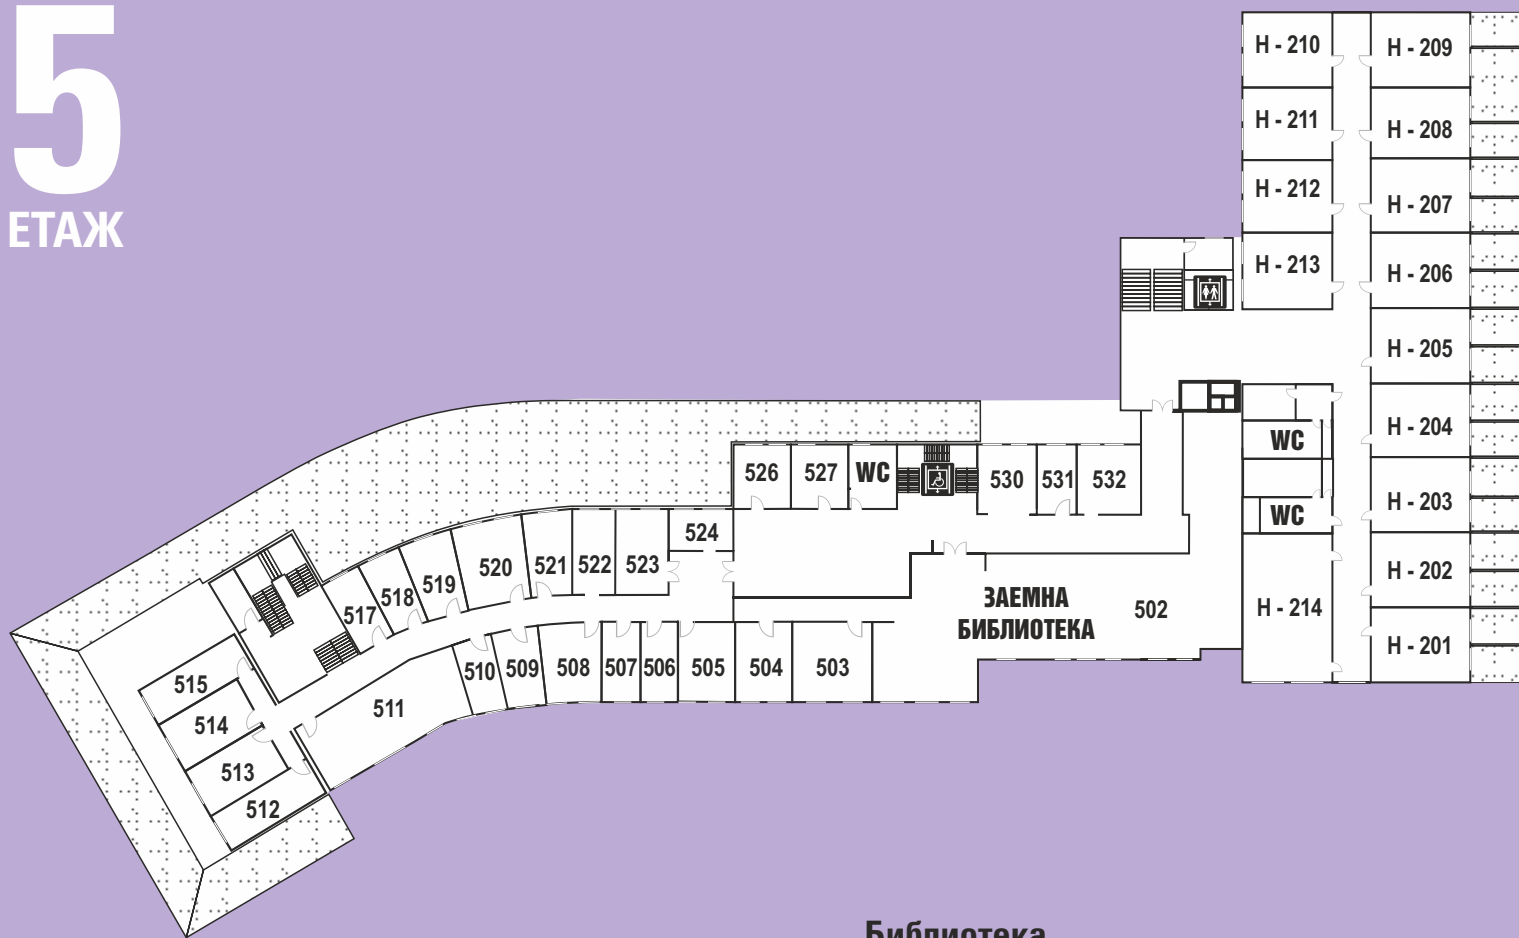 5
ЕТАЖ
Н - 210
Н - 209
Н - 211
Н - 208
Н - 212
Н - 207
Н - 213
Н - 206
Н - 205
Н - 204
WC
Н - 203
WC
Н - 202
Н - 214
Н - 201
526
527
WC
530
531
532
524
523
522
521
520
519
518
517
ЗАЕМНА
БИБЛИОТЕКА
502
503
504
505
506
507
508
509
510
511
515
514
513
512
Библиотека